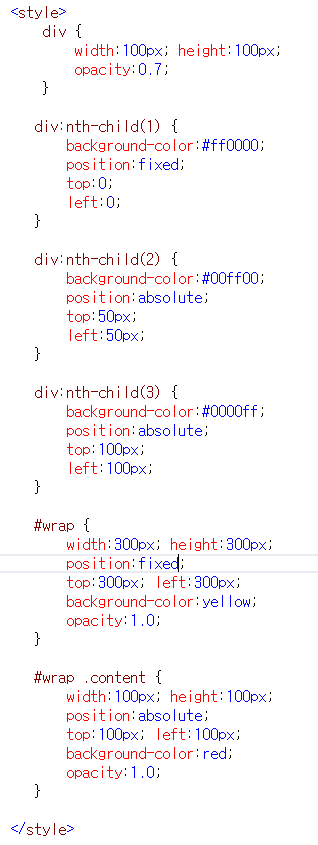 <style>
div {
width:100px; height:100px;
opacity:0.7;
}
div:nth-child(1) {
background-color:#ff0000;
position:fixed;
top:0;
left:0;
}
div:nth-child(2) {
background-color:#00ff00;
position:absolute;
top:50px;
left:50px;
}
div:nth-child(3) {
background-color:#0000ff;
position:absolute;
top:100px;
left:100px;
}
#wrap {
width:300px; height:300px;
position:fixed;
top:300px; left:300px;
background-color:yellow;
opacity:1.0;
}
#wrap .content {
width:100px; height:100px;
position:absolute;
top:100px; left:100px;
background-color:red;
opacity:1.0;
}
</style>